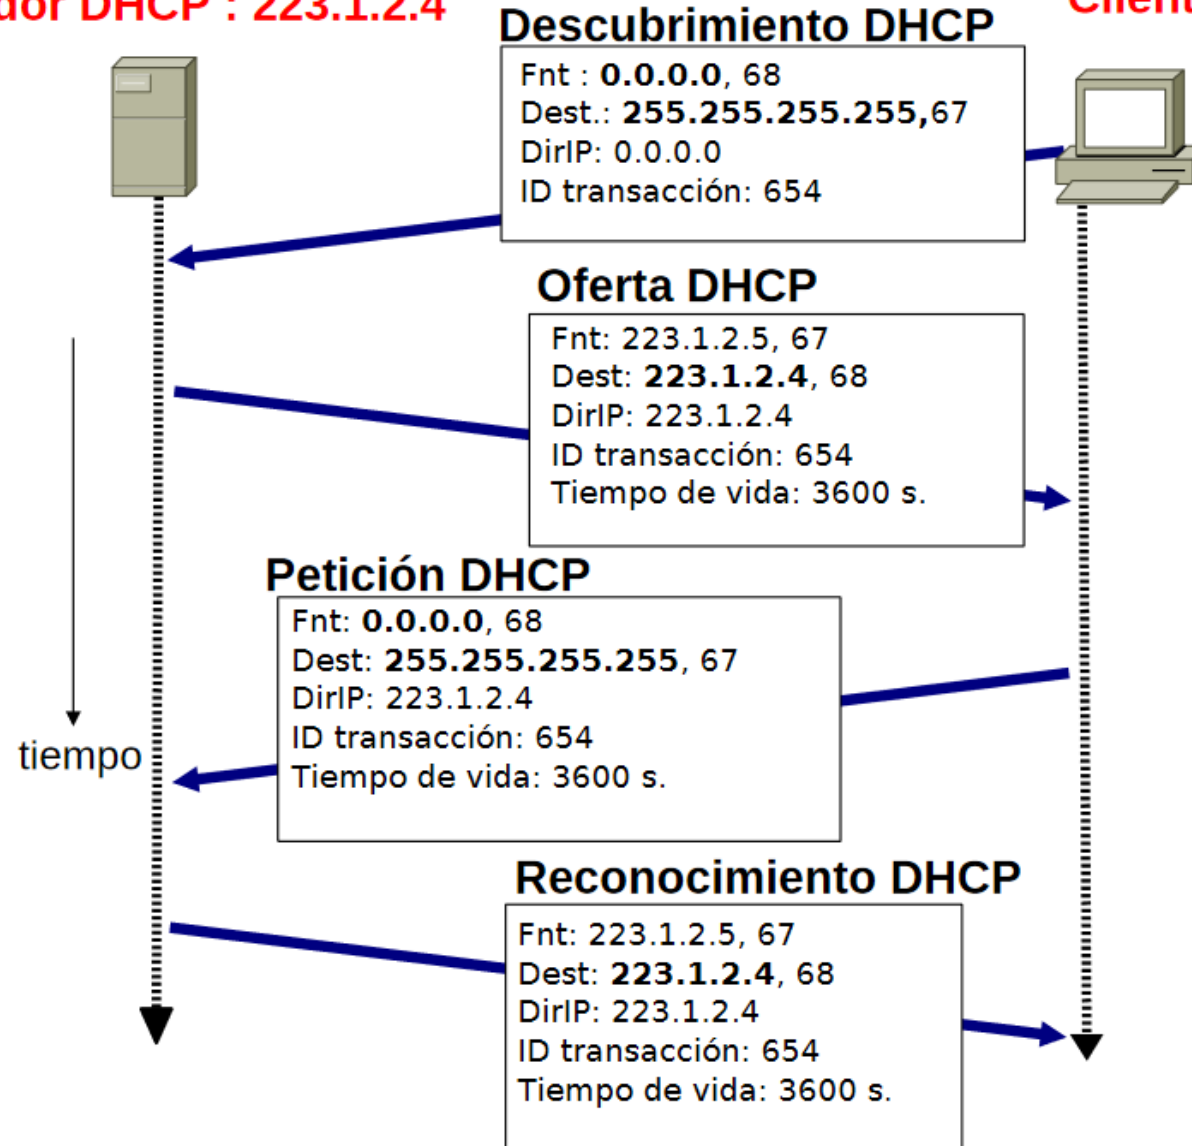 DHCP : 223.1.2.4
Descubrimiento DHCP
Fnt : 0.0.0.0, 68
Dest.: 255.255.255.255,67
DirIP: 0.0.0.0
ID transacción: 654
Oferta DHCP
Fnt: 223.1.2.5, 67
Dest: 223.1.2.4, 68
DirIP: 223.1.2.4
ID transacción: 654
Tiempo de vida: 3600 s.
Petición DHCP
Fnt: 0.0.0.0, 68
Dest: 255.255.255.255, 67
DirIP: 223.1.2.4
ID transacción: 654
Tiempo de vida: 3600 s.
tiempo
Reconocimiento DHCP
Fnt: 223.1.2.5, 67
Dest: 223.1.2.4, 68
DirIP: 223.1.2.4
ID transacción: 654
Tiempo de vida: 3600 s.